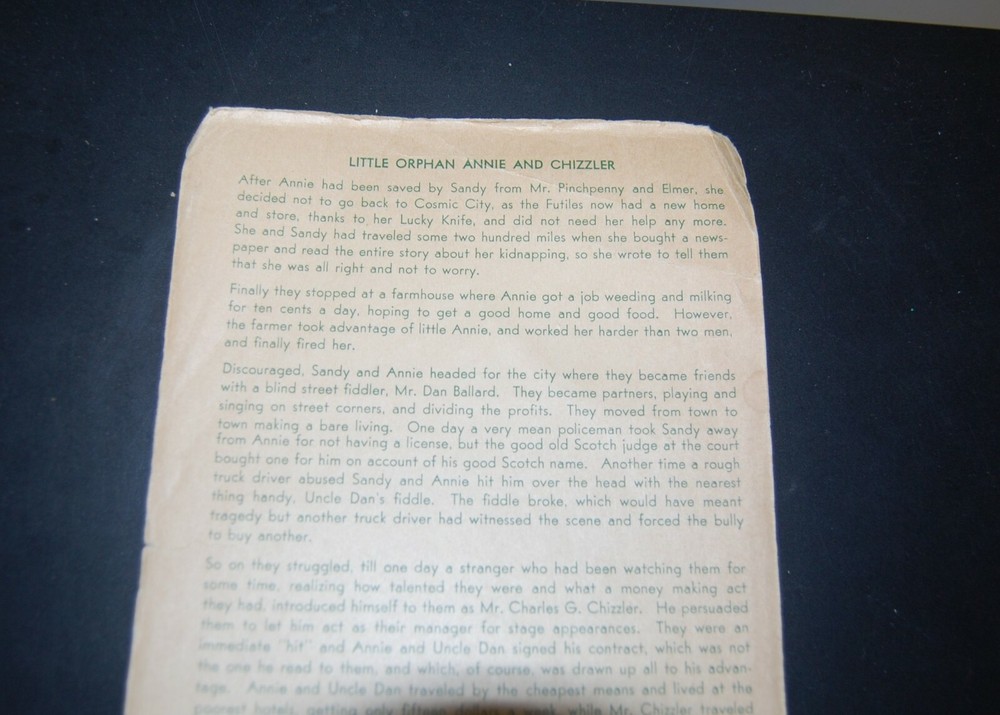 LITTLE ORPHAN ANNIE AND CHIZZLER
After Annie had been saved by Sandy from Mr. Pinchpenny and Elmer, she
decided not to go back to Cosmic City, as the Futiles now had a new home
and store, thanks to her Lucky Knife, and did not need her help any more.
She and Sandy had traveled some two hundred miles when she bought a news-
paper and read the entire story about her kidnapping, so she wrote to tell them
that she was all right and not to worry.
Finally they stopped at a farmhouse where Annie got a job weeding and milking
for ten cents a day, hoping to get a good home and good food. However,
the farmer took advantage of little Annie, and worked her harder than two men,
and finally fired her.
Discouraged, Sandy and Annie headed for the city where they became friends
with a blind street fiddler, Mr. Dan Ballard. They became partners, playing and
singing on street corners, and dividing the profits. They moved from town to
town making a bare living. One day a very mean policeman took Sandy away
from Annie for not having a license, but the good old Scotch judge at the court
bought one for him on account of his good Scotch name. Another time a rough
truck driver abused Sandy and Annie hit him over the head with the nearest
thing handy, Uncle Dan's fiddle. The fiddle broke, which would have meant
tragedy but another truck driver had witnessed the scene and forced the bully
to buy another.
So on they struggled, till one day a stranger who had been watching them for
some time, realizing how talented they were and what a money making act
they had, introduced himself to them as Mr. Charles G. Chizzler. He persuaded
them to let him act as their manager for stage appearances. They were an
immediate "hit" and Annie and Uncle Dan signed his contract, which was not
the one he read to them, and which, of course, was drawn up all to his advan-
tage. Annie and Uncle Dan traveled by the cheapest means and lived at the
poorest hotels, getting only fifteen dollars a week, while Mr. Chizler traveled